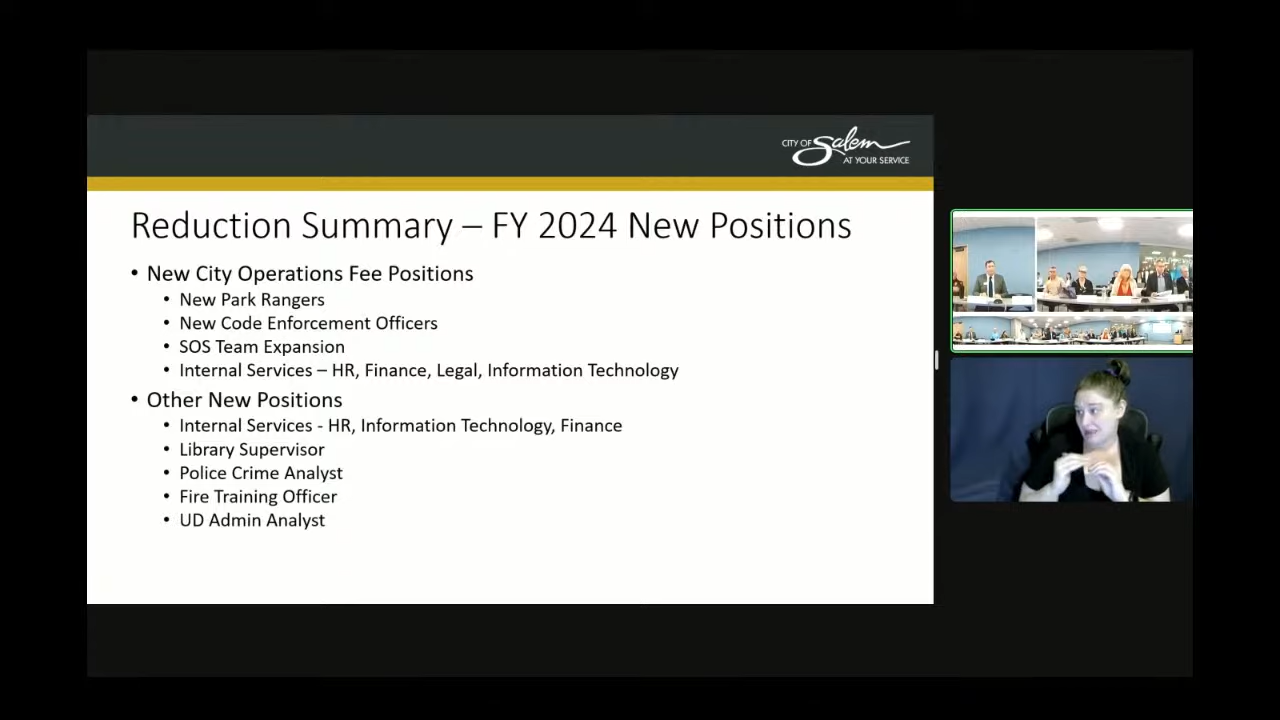 CITY OF Salem
AT YOUR SERVICE
Reduction Summary – FY 2024 New Positions
• New City Operations Fee Positions
• New Park Rangers
• New Code Enforcement Officers
• SOS Team Expansion
• Internal Services – HR, Finance, Legal, Information Technology
• Other New Positions
• Internal Services - HR, Information Technology, Finance
• Library Supervisor
• Police Crime Analyst
• Fire Training Officer
• UD Admin Analyst